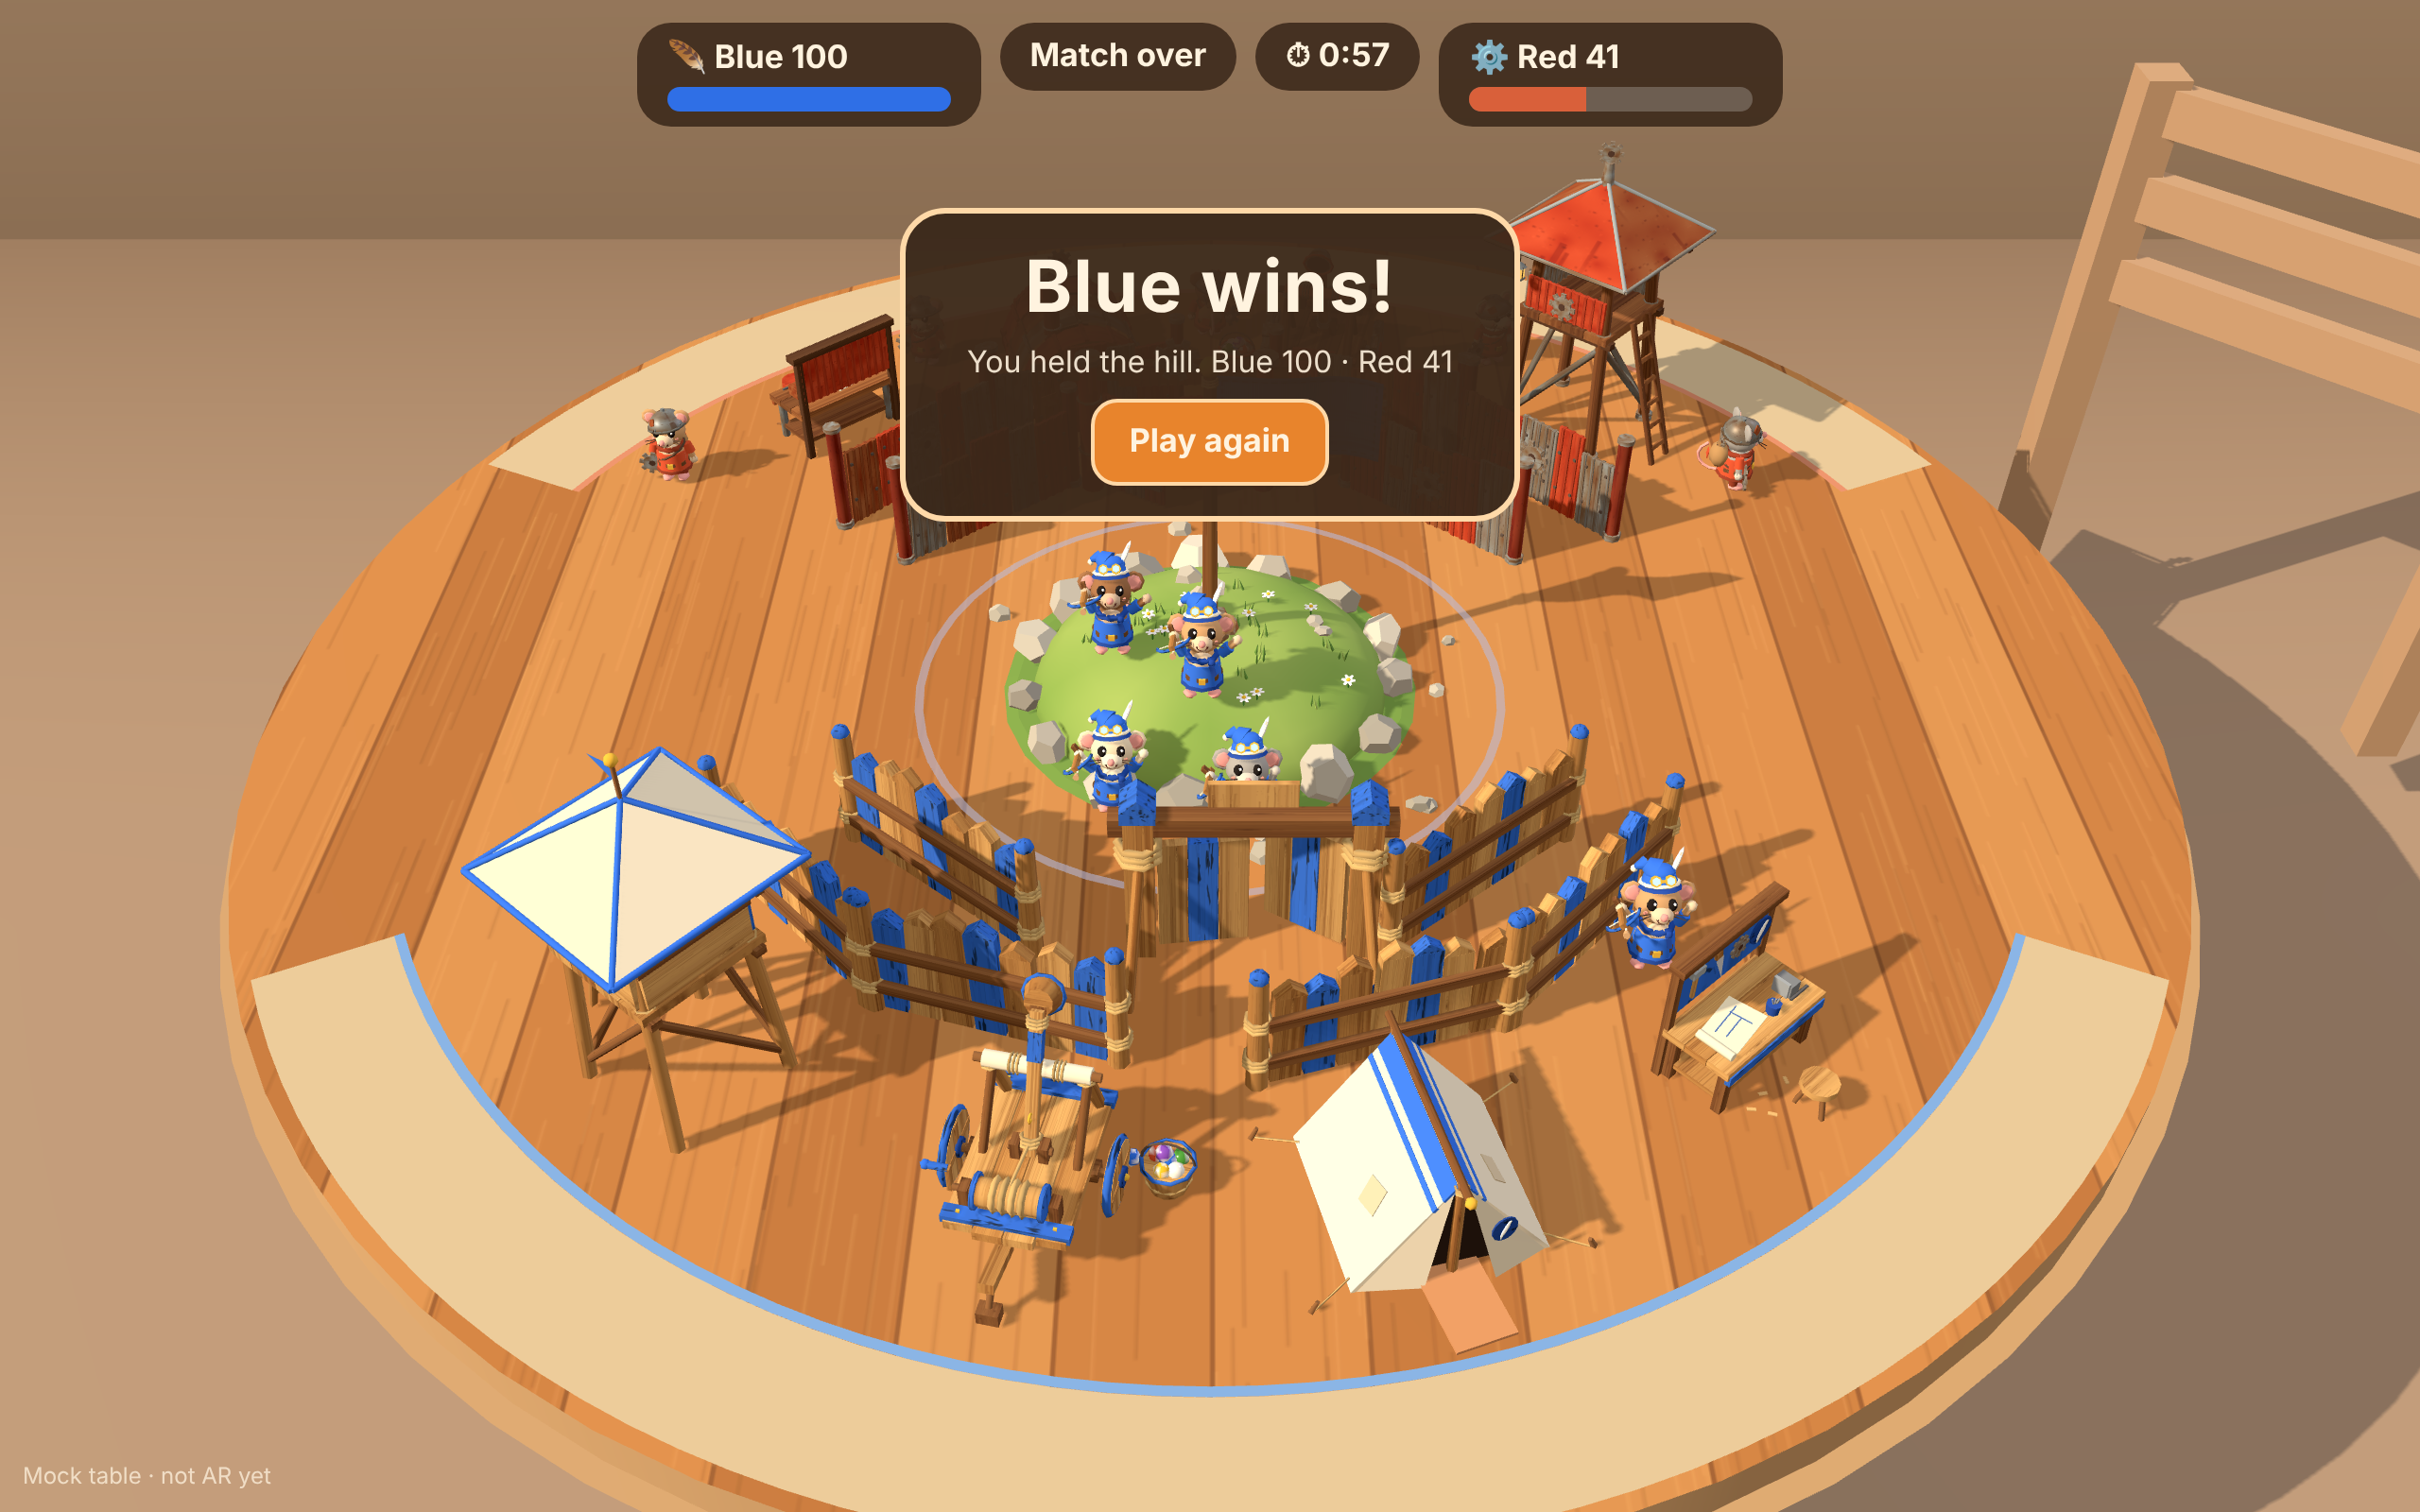 Blue 100
Match over
0:57
Red 41
Blue wins!
You held the hill. Blue 100 · Red 41
Play again
Mock table · not AR yet